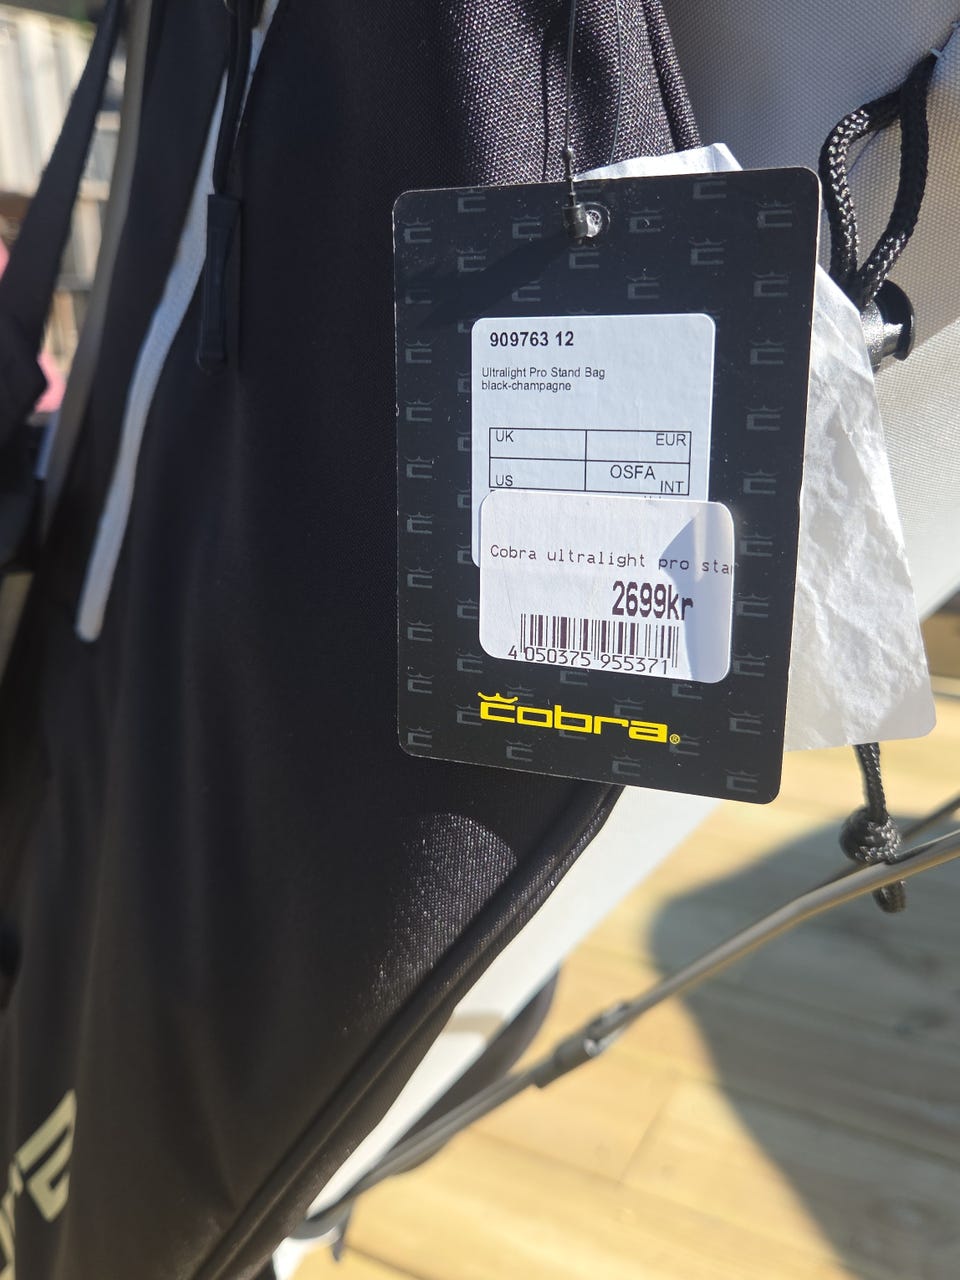 909763 12
Ultralight Pro Stand Bag
black-champagne
UK EUR
OSFA
US INT
Cobra ultralight pro sta
2699kr
4 050375 955371
cobra®